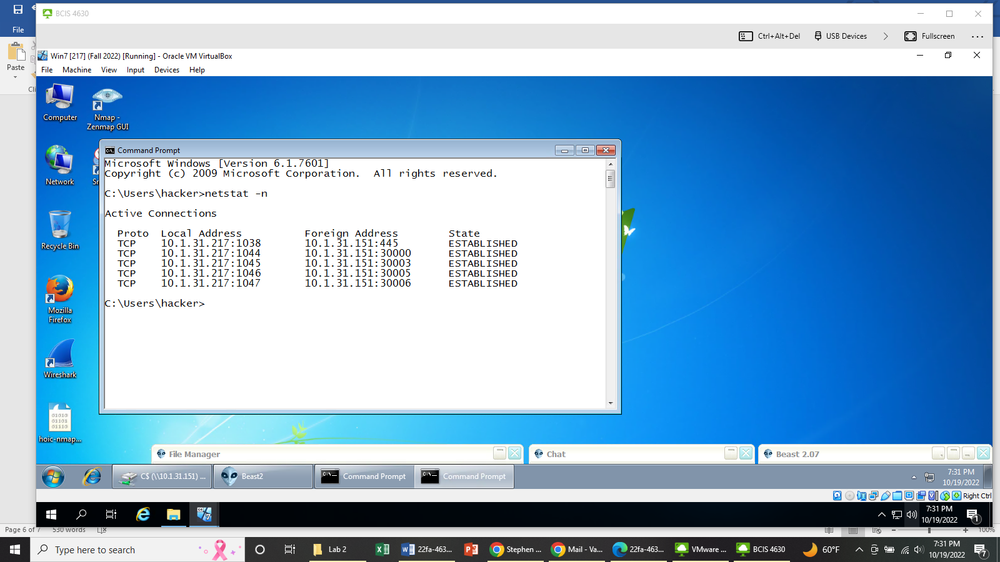 BCIS 4630
File
Ctrl+Alt+Del
USB Devices
Fullscreen
Paste
Win7 [217] (Fall 2022) [Running] - Oracle VM VirtualBox
File Machine View Input Devices Help
Computer
Nmap -
Zenmap GUI
Network
Recycle Bin
Mozilla
Firefox
Wireshark
01010
01101
01110
hoic-nmap...
Command Prompt
Microsoft Windows [Version 6.1.7601]
Copyright (c) 2009 Microsoft Corporation.  All rights reserved.
C:\Users\hacker>netstat -n
Active Connections
Proto  Local Address          Foreign Address        State
TCP    10.1.31.217:1038       10.1.31.151:445        ESTABLISHED
TCP    10.1.31.217:1044       10.1.31.151:30000      ESTABLISHED
TCP    10.1.31.217:1045       10.1.31.151:30003      ESTABLISHED
TCP    10.1.31.217:1046       10.1.31.151:30005      ESTABLISHED
TCP    10.1.31.217:1047       10.1.31.151:30006      ESTABLISHED
C:\Users\hacker>
File Manager
Chat
Beast 2.07
C$ (\\10.1.31.151) ...
Beast2
Command Prompt
Command Prompt
7:31 PM
10/19/2022
Right Ctrl
7:31 PM
10/19/2022
1
Page 6 of 7
530 words
100%
Type here to search
Lab 2
22fa-463...
Stephen ...
Mail - Va...
22fa-463...
VMware ...
BCIS 4630
60°F
7:31 PM
10/19/2022
7